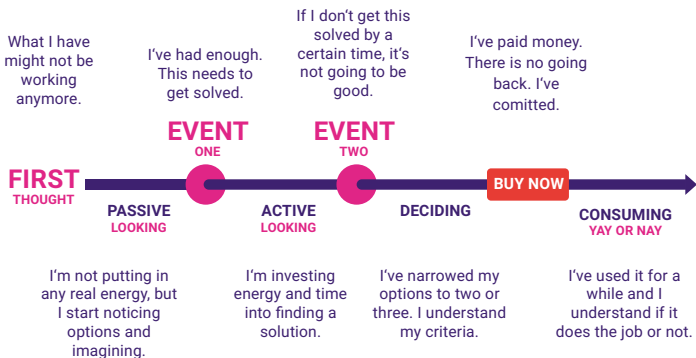 What I have
might not be
working
anymore.
I've had enough.
This needs to
get solved.
If I don't get this
solved by a
certain time, it's
not going to be
good.
I've paid money.
There is no going
back. I've
comitted.
EVENT
ONE
EVENT
TWO
FIRST
THOUGHT
BUY NOW
PASSIVE
LOOKING
ACTIVE
LOOKING
DECIDING
CONSUMING
YAY OR NAY
I'm not putting in
any real energy, but
I start noticing
options and
imagining.
I'm investing
energy and time
into finding a
solution.
I've narrowed my
options to two or
three. I understand
my criteria.
I've used it for a
while and I
understand if it
does the job or not.